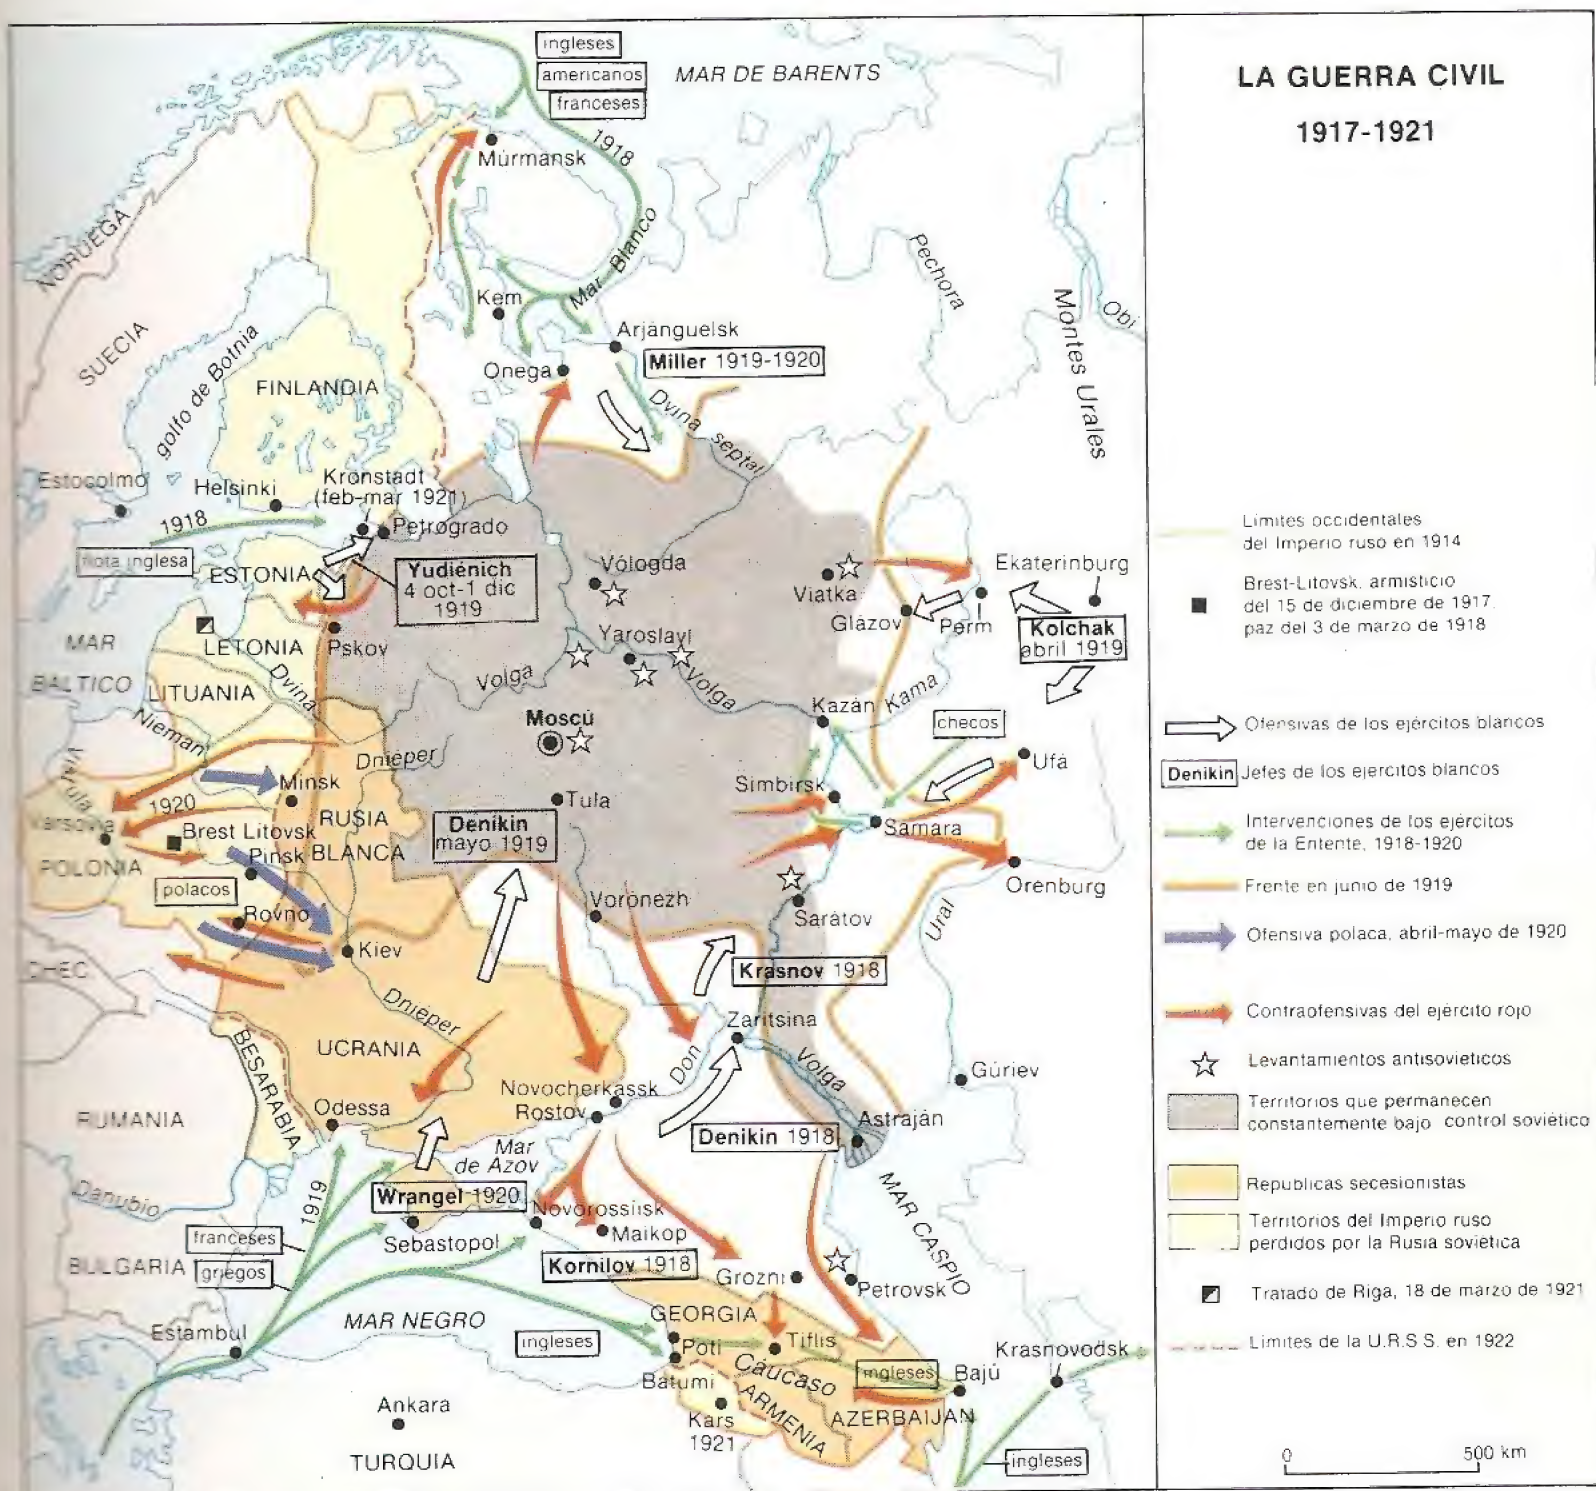 LA GUERRA CIVIL
1917-1921
ingleses
americanos
franceses
MAR DE BARENTS
1918
Múrmansk
NORUEGA
SUECIA
Mar Blanco
Pechora
Obi
Montes Urales
Kem
Arjánguelsk
Miller 1919-1920
Onega
golfo de Botnia
FINLANDIA
Dvina septal
Estocolmo
Helsinki
Kronstadt
(feb-mar 1921)
Petrogrado
1918
flota inglesa
ESTONIA
Yudiénich
4 oct-1 dic
1919
Vólogda
Viatka
Ekaterinburg
Glázov
Perm
Kolchak
abril 1919
MAR
BALTICO
LETONIA
Pskov
Yaroslavl
Volga
Volga
LITUANIA
Dvina
Nieman
Kazán
Kama
checos
Moscú
Dniéper
Ufá
Vístula
Minsk
Simbirsk
1920
Tula
Samara
Varsovia
RUSIA
BLANCA
Brest Litovsk
Pinsk
Denikin
mayo 1919
POLONIA
polacos
Orenburg
Rovno
Voronezh
Sarátov
Ural
Kiev
CHEC
Krasnov 1918
Dniéper
Zaritsina
BESARABIA
UCRANIA
Don
Volga
Gúriev
RUMANIA
Odessa
Novocherkassk
Rostov
Astraján
Denikin 1918
Mar
de Azov
Danubio
1919
Wrangel 1920
MAR CASPIO
franceses
Sebastopol
Novorossiisk
Maikop
BULGARIA
griegos
Kornilov 1918
Grozni
Petrovsk
MAR NEGRO
GEORGIA
Estambul
ingleses
Poti
Tiflis
Krasnovodsk
Batumi
Cáucaso
ingleses
Bajú
Ankara
Kars
1921
ARMENIA
AZERBAIJAN
TURQUIA
ingleses
Límites occidentales
del Imperio ruso en 1914
Brest-Litovsk, armisticio
del 15 de diciembre de 1917,
paz del 3 de marzo de 1918
Ofensivas de los ejércitos blancos
Denikin
Jefes de los ejercitos blancos
Intervenciones de los ejércitos
de la Entente, 1918-1920
Frente en junio de 1919
Ofensiva polaca, abril-mayo de 1920
Contraofensivas del ejército rojo
Levantamientos antisoviéticos
Territorios que permanecen
constantemente bajo control soviético
Republicas secesionistas
Territorios del Imperio ruso
perdidos por la Rusia soviética
Tratado de Riga, 18 de marzo de 1921
Límites de la U.R.S.S. en 1922
0
500 km